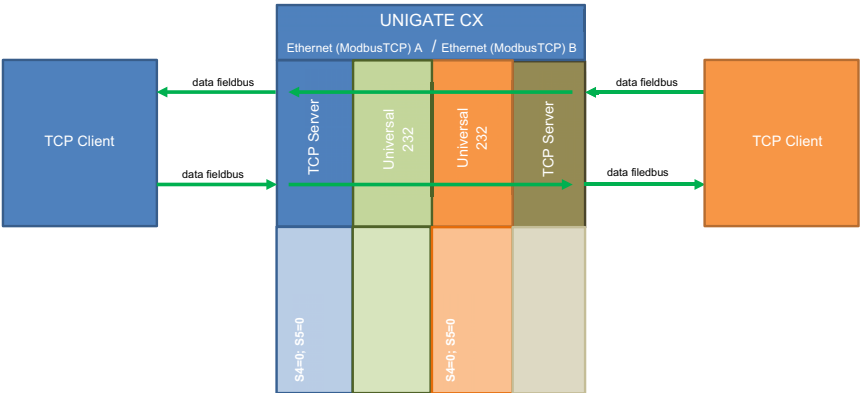 UNIGATE CX
Ethernet (ModbusTCP) A / Ethernet (ModbusTCP) B
data fieldbus
data fieldbus
TCP Client
TCP Server
Universal
232
Universal
232
TCP Server
TCP Client
data fieldbus
data filedbus
S4=0; S5=0
S4=0; S5=0